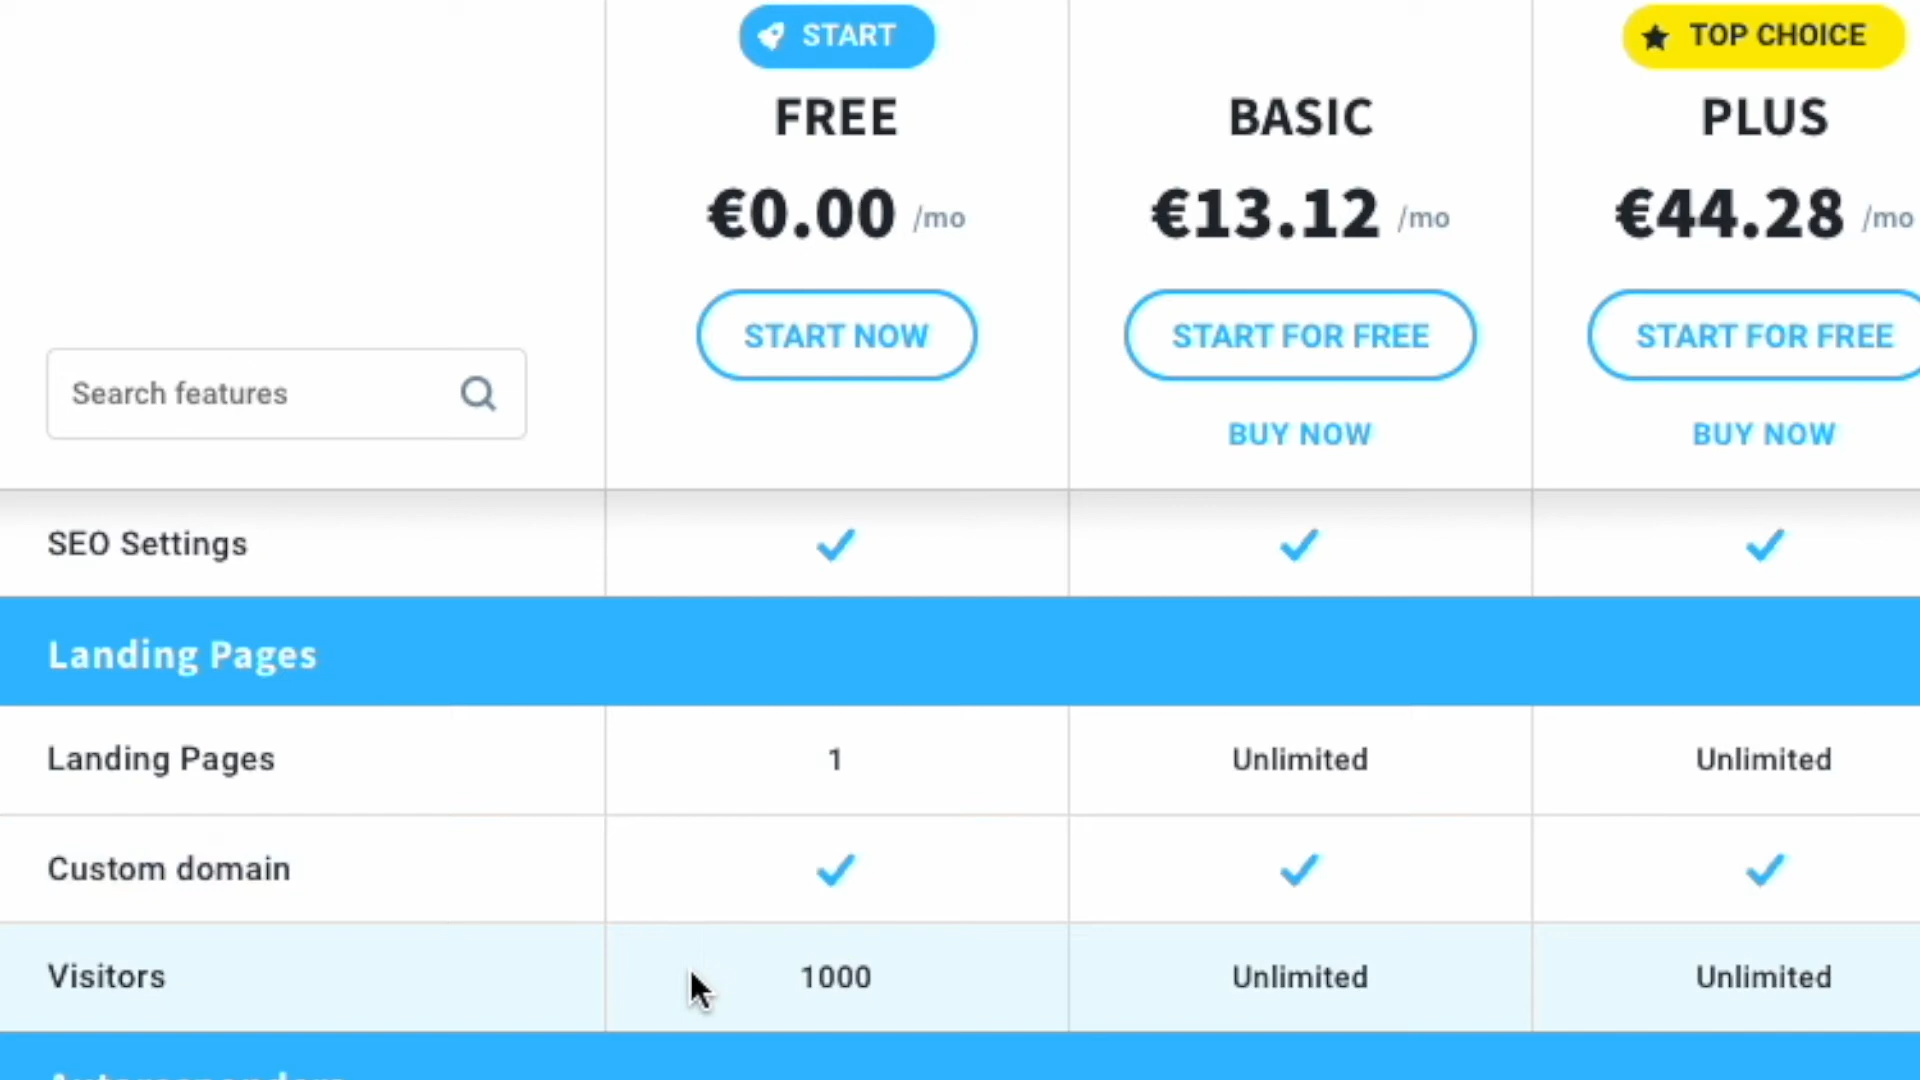 START
TOP CHOICE
FREE
BASIC
PLUS
€0.00 /mo
€13.12 /mo
€44.28 /mo
START NOW
START FOR FREE
START FOR FREE
Search features
BUY NOW
BUY NOW
SEO Settings
Landing Pages
Landing Pages
1
Unlimited
Unlimited
Custom domain
Visitors
1000
Unlimited
Unlimited